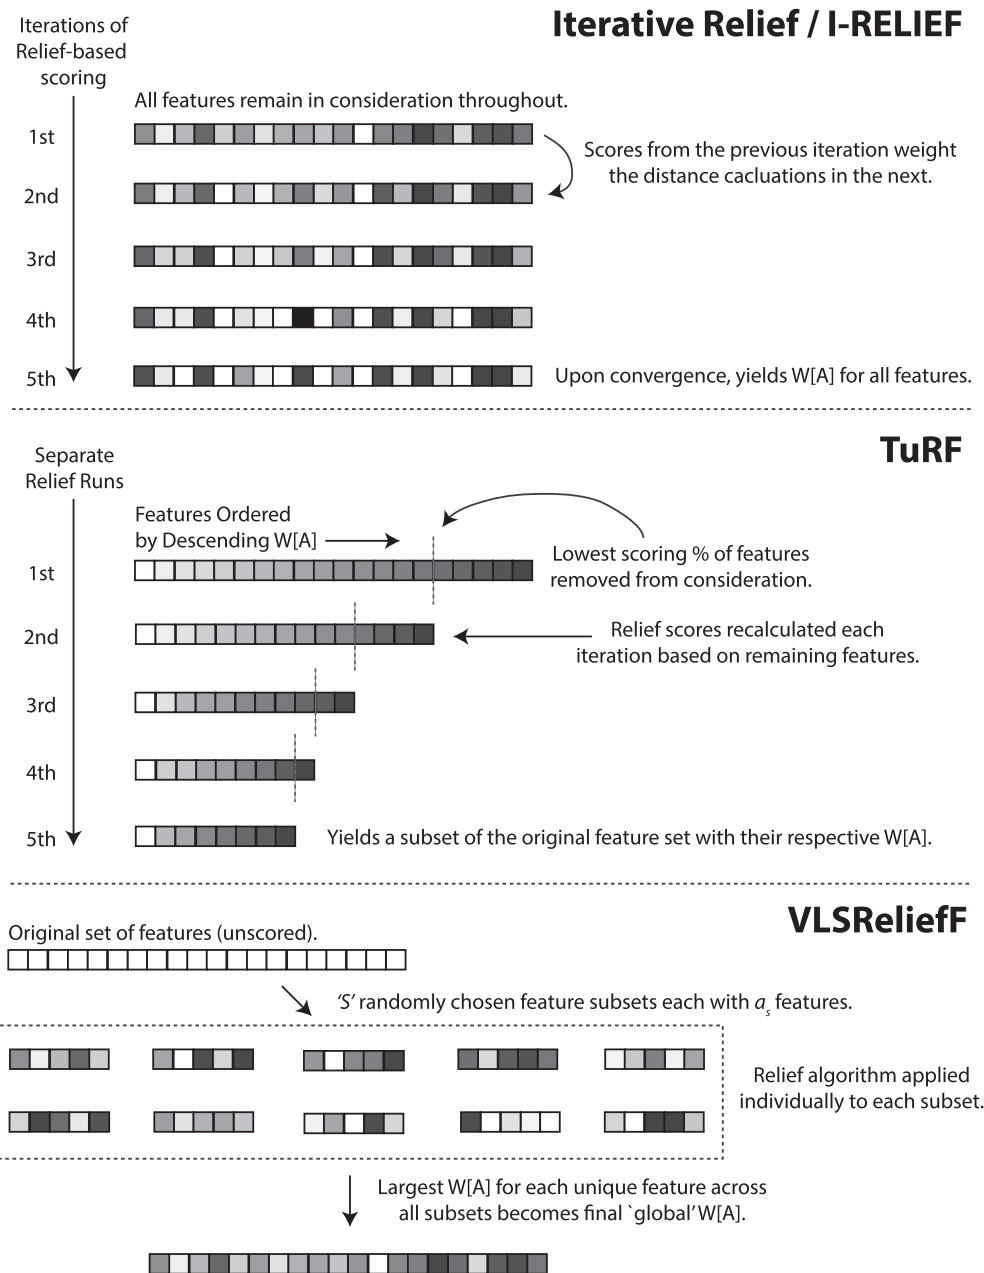 Iterative Relief / I-RELIEF
Iterations of
Relief-based
scoring
All features remain in consideration throughout.
1st
Scores from the previous iteration weight
the distance cacluations in the next.
2nd
3rd
4th
5th
Upon convergence, yields W[A] for all features.
TuRF
Separate
Relief Runs
Features Ordered
by Descending W[A]
Lowest scoring % of features
removed from consideration.
1st
2nd
Relief scores recalculated each
iteration based on remaining features.
3rd
4th
5th
Yields a subset of the original feature set with their respective W[A].
VLSReliefF
Original set of features (unscored).
‘S’ randomly chosen feature subsets each with as features.
Relief algorithm applied
individually to each subset.
Largest W[A] for each unique feature across
all subsets becomes final `global' W[A].